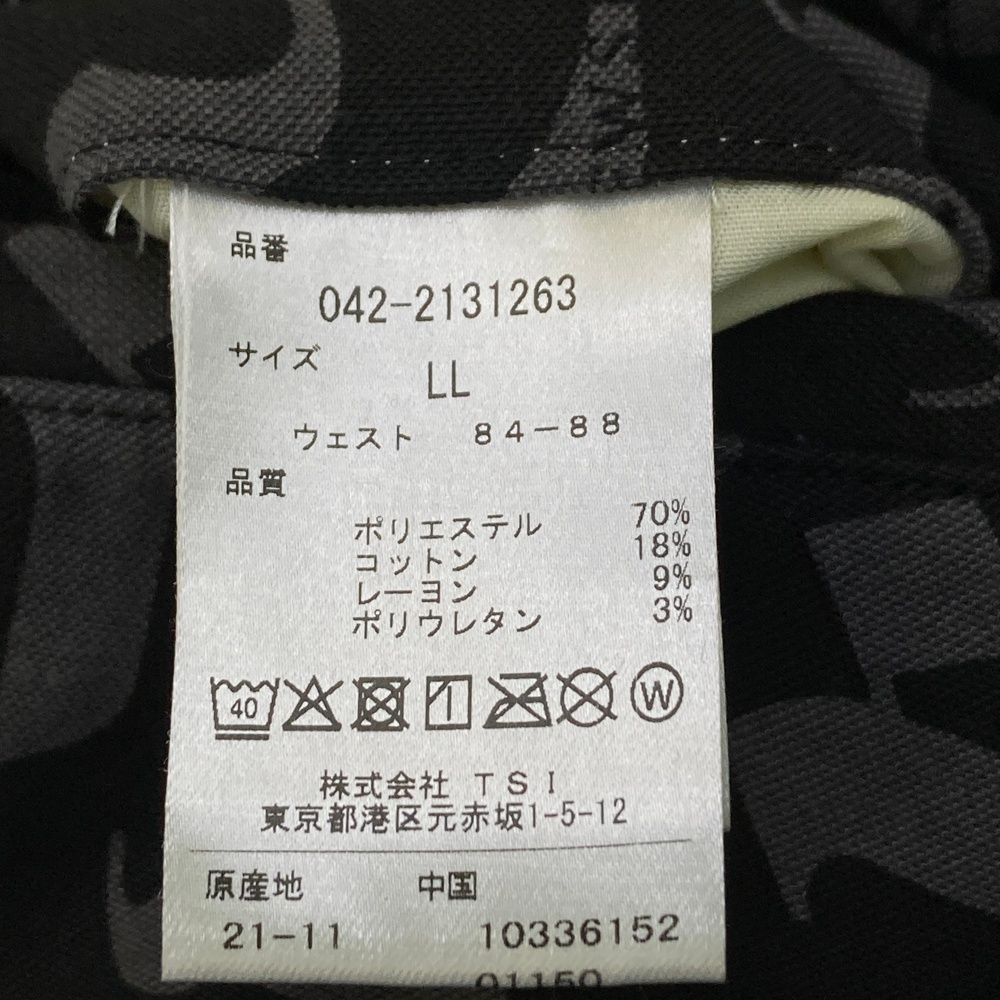 品番
042-2131263
サイズ
LL
ウェスト 84-88
品質
ポリエステル 70%
コットン 18%
レーヨン 9%
ポリウレタン 3%
40
W
株式会社 TSI
東京都港区元赤坂1-5-12
原産地 中国
21-11 10336152
01150